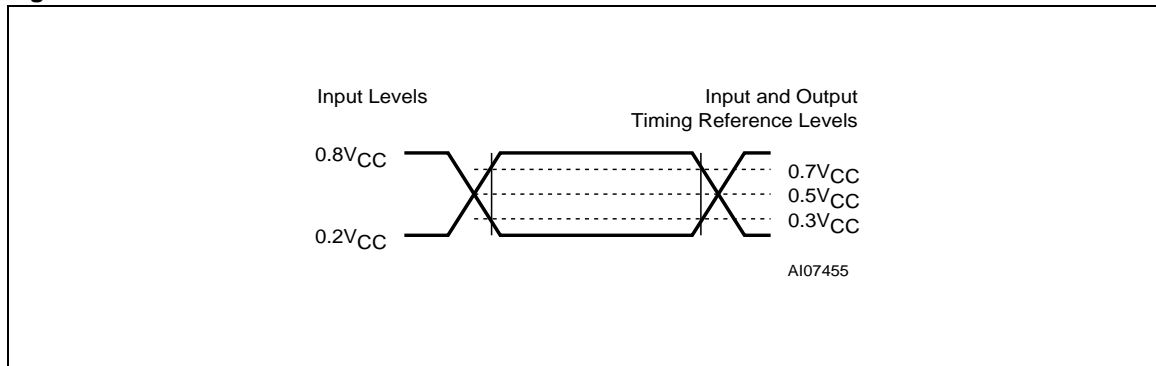 Input Levels
Input and Output
Timing Reference Levels
0.8VCC
0.7VCC
0.5VCC
0.3VCC
0.2VCC
AI07455